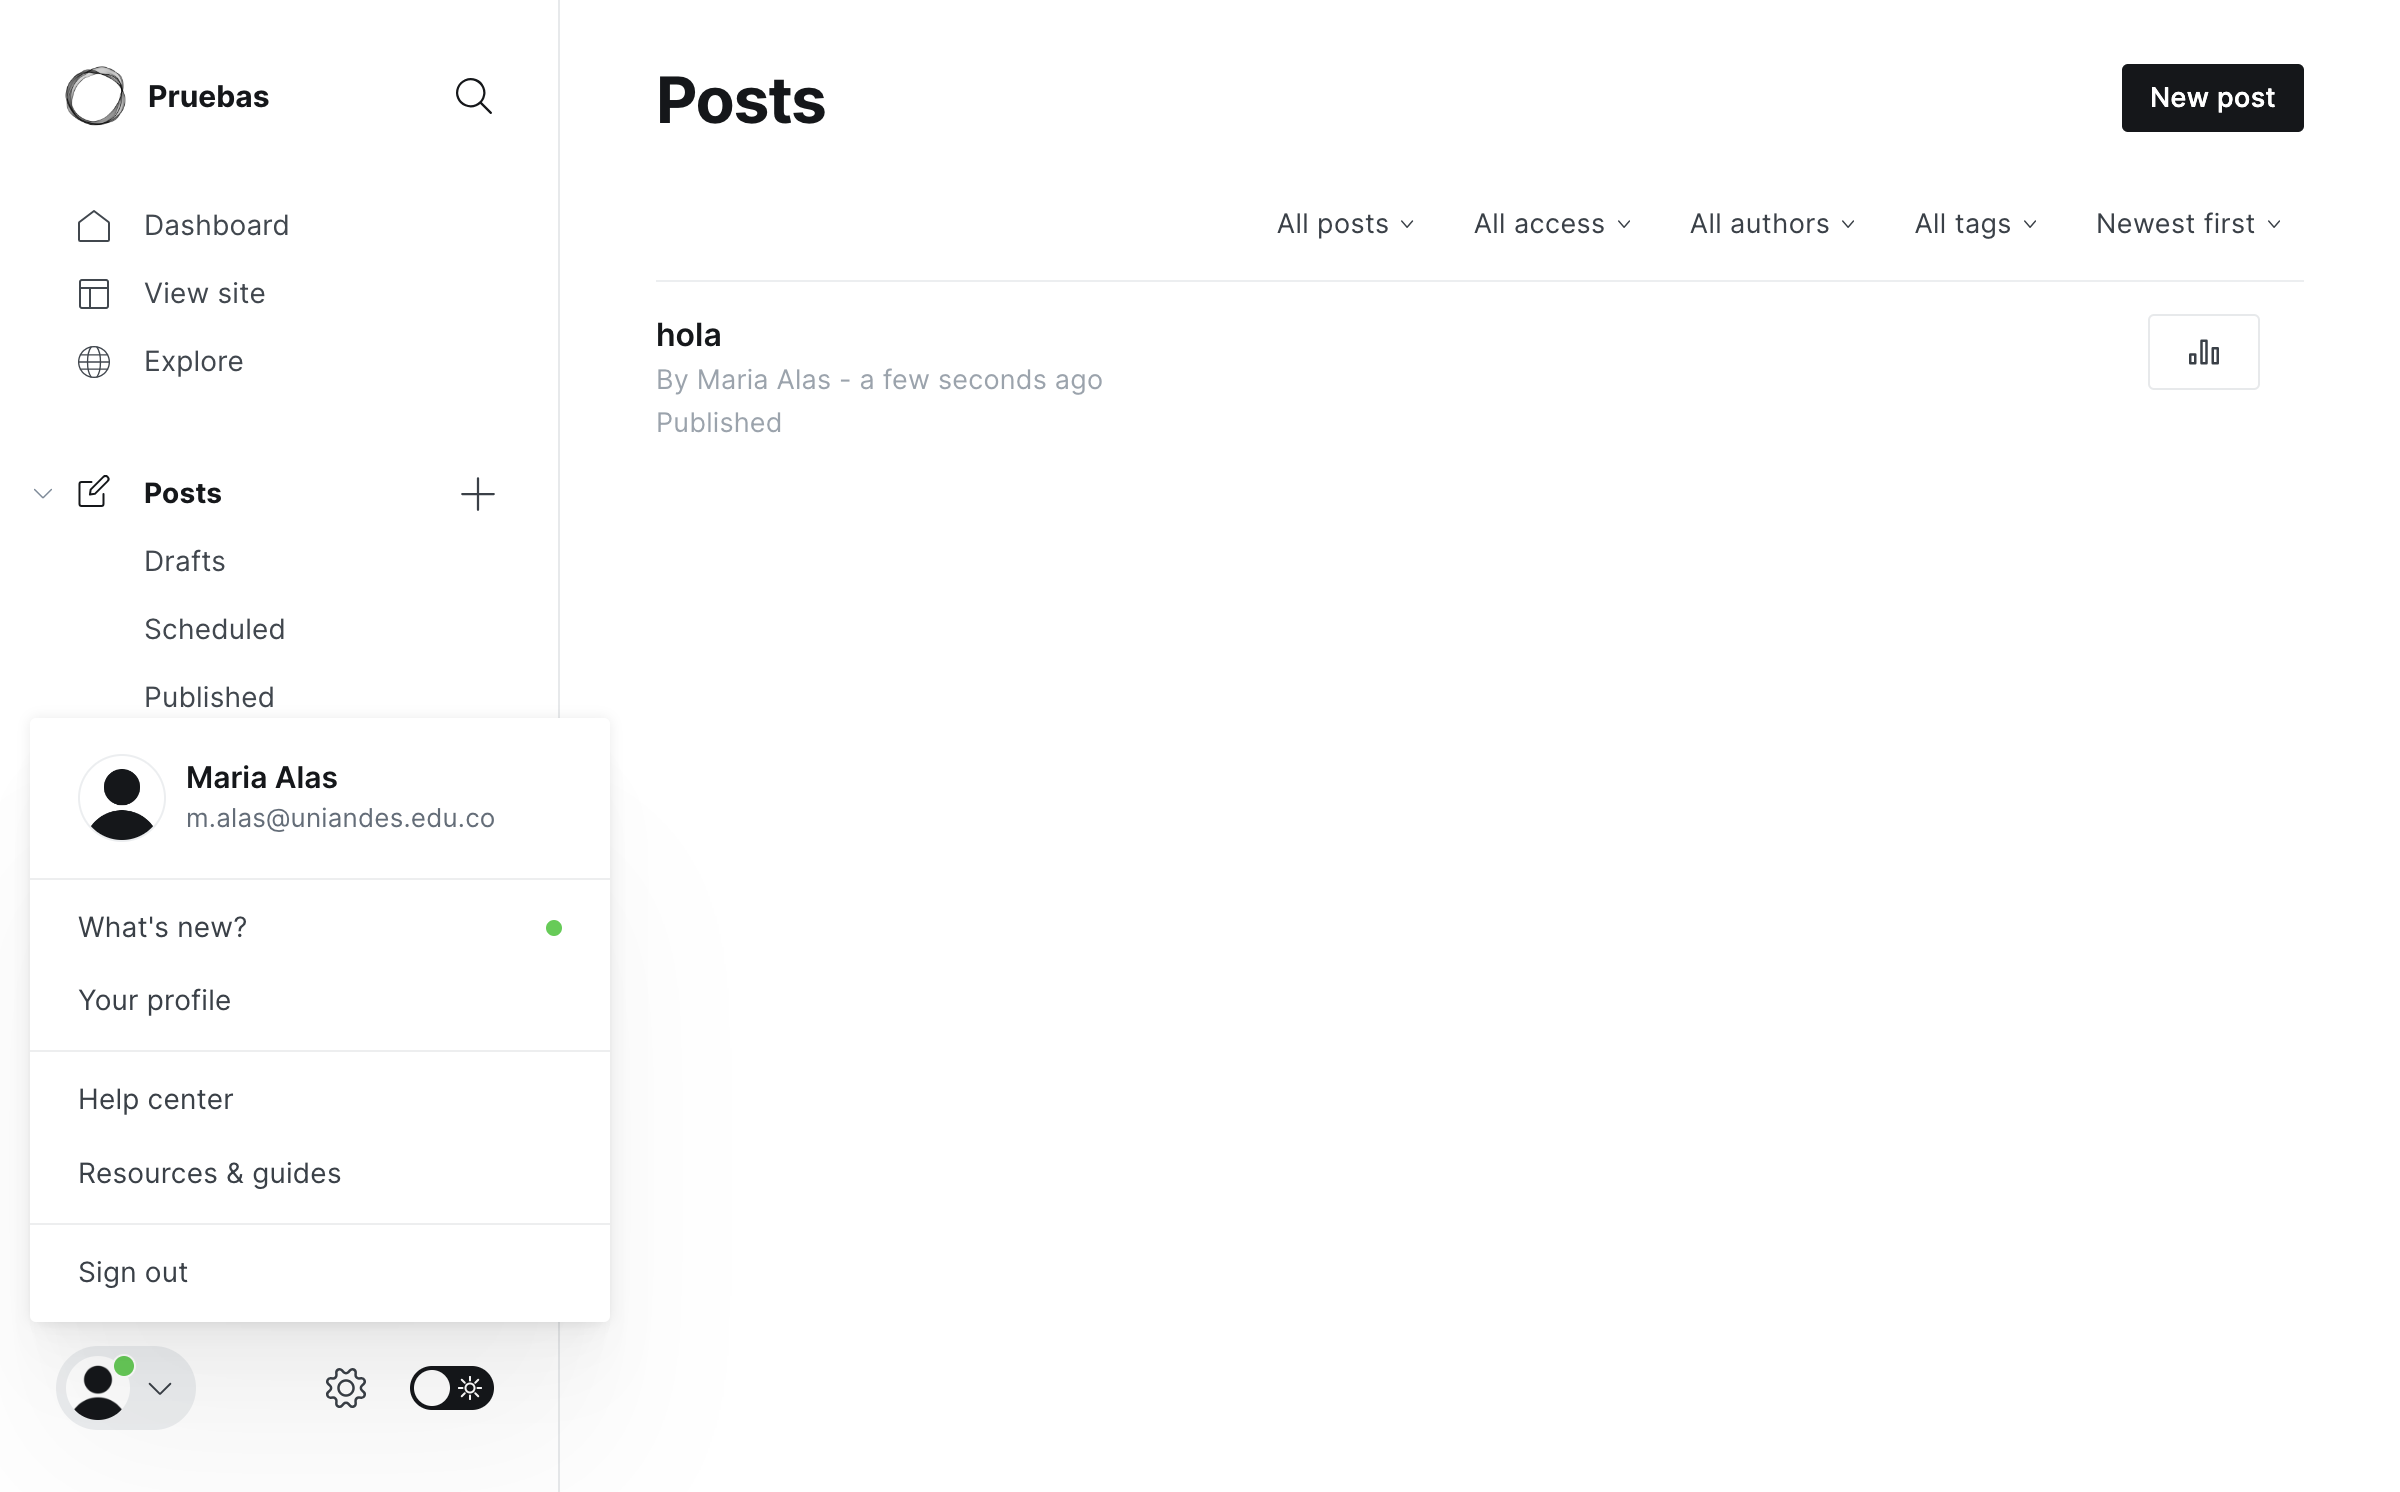 Pruebas
Dashboard
View site
Explore
Posts
Drafts
Scheduled
Published
Maria Alas
m.alas@uniandes.edu.co
What's new?
Your profile
Help center
Resources & guides
Sign out
Posts
New post
All posts All access All authors All tags Newest first
hola
By Maria Alas - a few seconds ago
Published